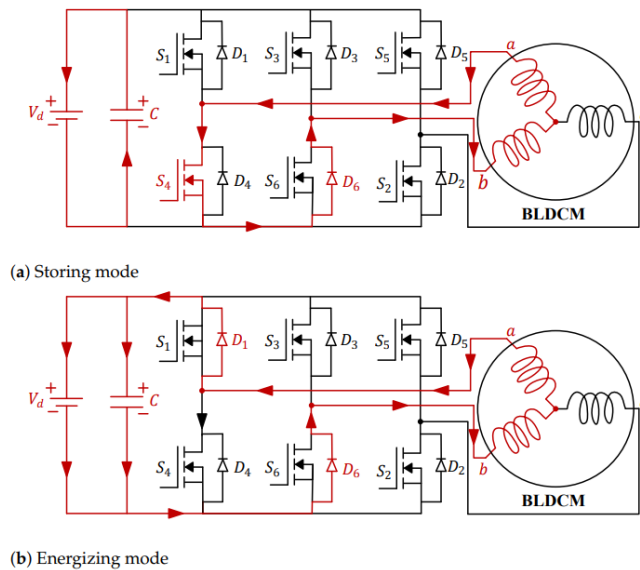 S1 D1 S3 D3 S5 D5 a
+ Vd − + C −
S4 D4 S6 D6 S2 D2 b
BLDCM
(a) Storing mode
S1 D1 S3 D3 S5 D5 a
+ Vd − + C −
S4 D4 S6 D6 S2 D2 b
BLDCM
(b) Energizing mode